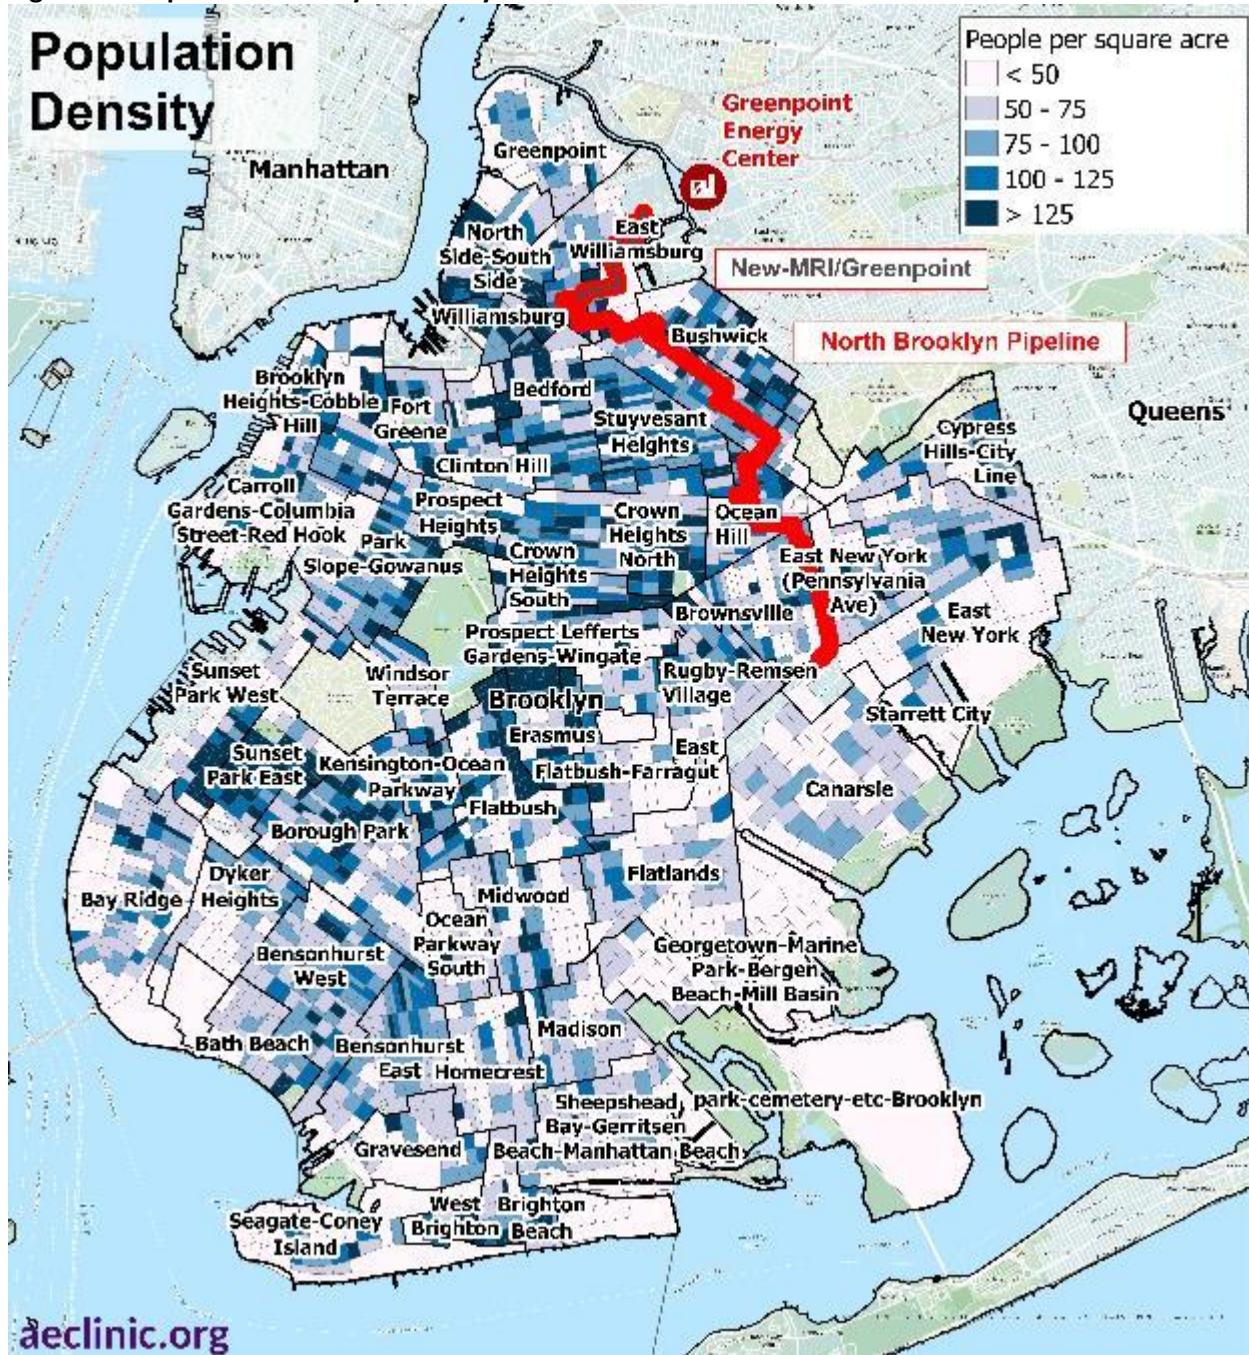 Population
Density
People per square acre
< 50
50 - 75
75 - 100
100 - 125
> 125
Greenpoint
Energy
Center
Manhattan
Greenpoint
North
Side-South
Side
East
Williamsburg
New-MRI/Greenpoint
Williamsburg
Bushwick
North Brooklyn Pipeline
Brooklyn
Heights-Cobble
Hill
Fort
Greene
Bedford
Stuyvesant
Heights
Queens
Cypress
Hills-City
Line
Clinton Hill
Carroll
Gardens-Columbia
Street-Red Hook
Park
Slope-Gowanus
Prospect
Heights
Crown
Heights
North
Ocean
Hill
Crown
Heights
South
East New York
(Pennsylvania
Ave)
East
New York
Brownsville
Prospect Lefferts
Gardens-Wingate
Rugby-Remsen
Village
Sunset
Park West
Windsor
Terrace
Brooklyn
Erasmus
Starrett City
Sunset
Park East
Kensington-Ocean
Parkway
East
Flatbush-Farragut
Flatbush
Canarsie
Borough Park
Dyker
Heights
Bay Ridge
Midwood
Flatlands
Ocean
Parkway
South
Bensonhurst
West
Georgetown-Marine
Park-Bergen
Beach-Mill Basin
Bath Beach
Bensonhurst
East
Homecrest
Madison
Sheepshead
Bay-Gerritsen
Beach-Manhattan Beach
park-cemetery-etc-Brooklyn
Gravesend
Seagate-Coney
Island
West
Brighton
Brighton
Beach
aeclinic.org